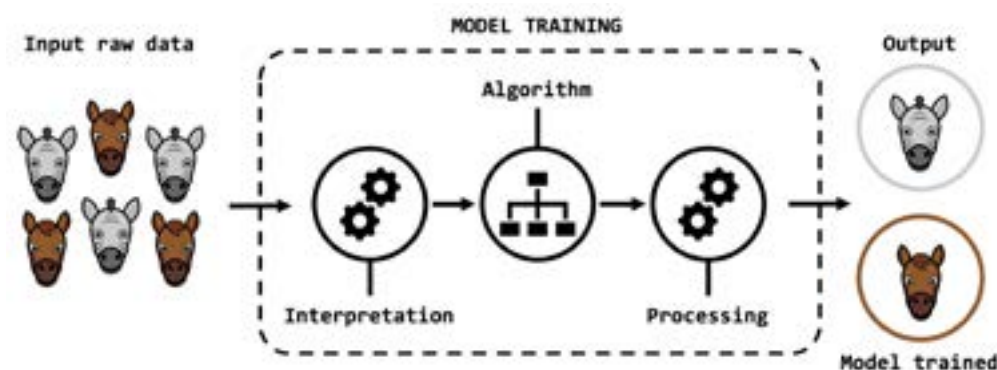 MODEL TRAINING
Input raw data
Output
Algorithm
Interpretation
Processing
Model trained